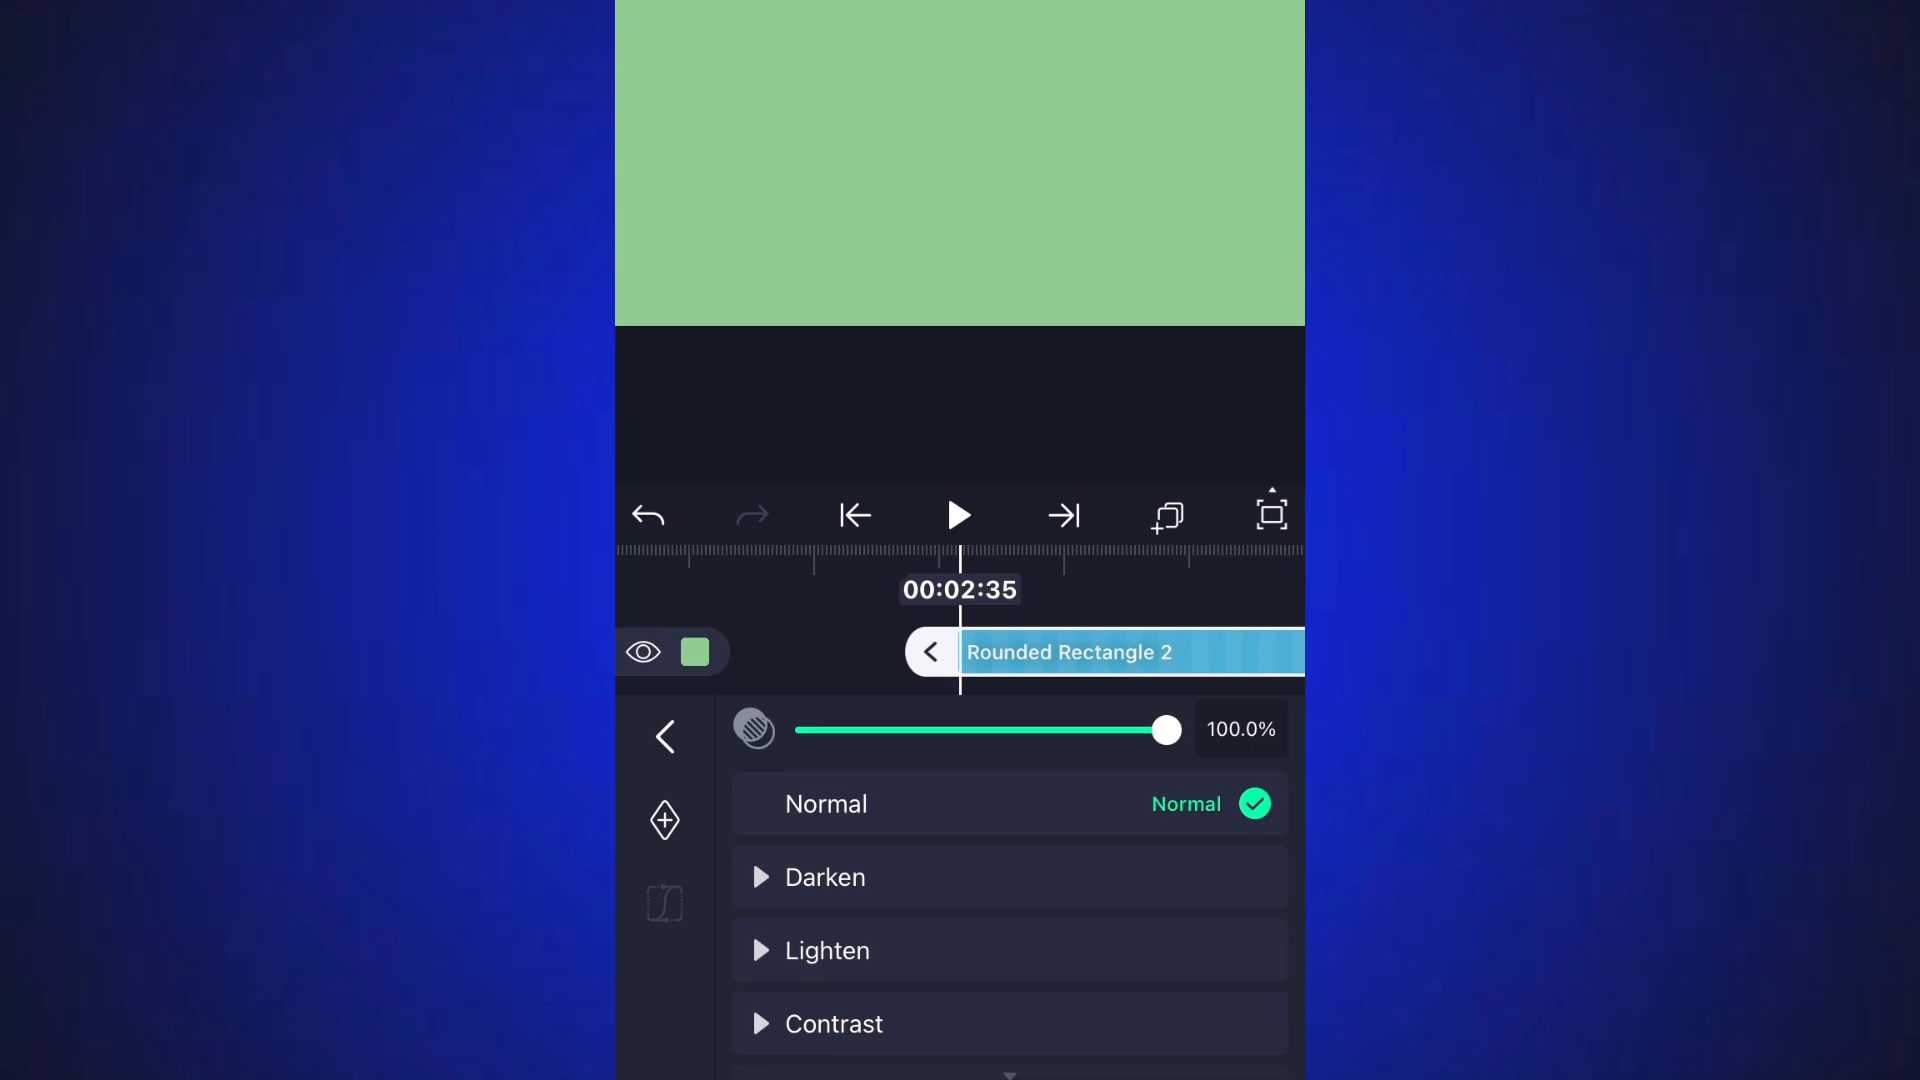 00:02:35
Rounded Rectangle 2
100.0%
Normal Normal
Darken
Lighten
Contrast